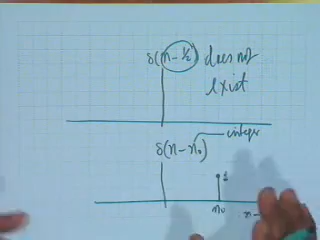 δ(n - 1/2) does not
exist
δ(n - n₀) integer
1
n₀
n